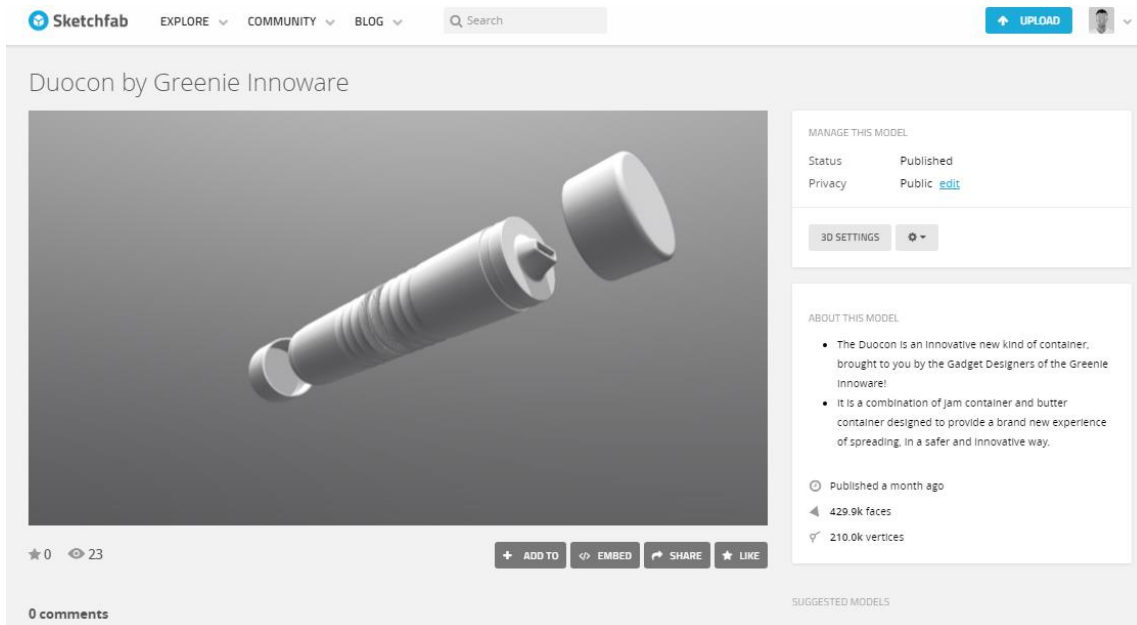 Sketchfab EXPLORE COMMUNITY BLOG Search UPLOAD
Duocon by Greenie Innoware
MANAGE THIS MODEL
Status Published
Privacy Public edit
3D SETTINGS
ABOUT THIS MODEL
The Duocon is an innovative new kind of container,
brought to you by the Gadget Designers of the Greenie
Innoware!
It is a combination of jam container and butter
container designed to provide a brand new experience
of spreading, in a safer and innovative way.
Published a month ago
429.9k faces
210.0k vertices
0 23
+ ADD TO </> EMBED SHARE LIKE
0 comments
SUGGESTED MODELS